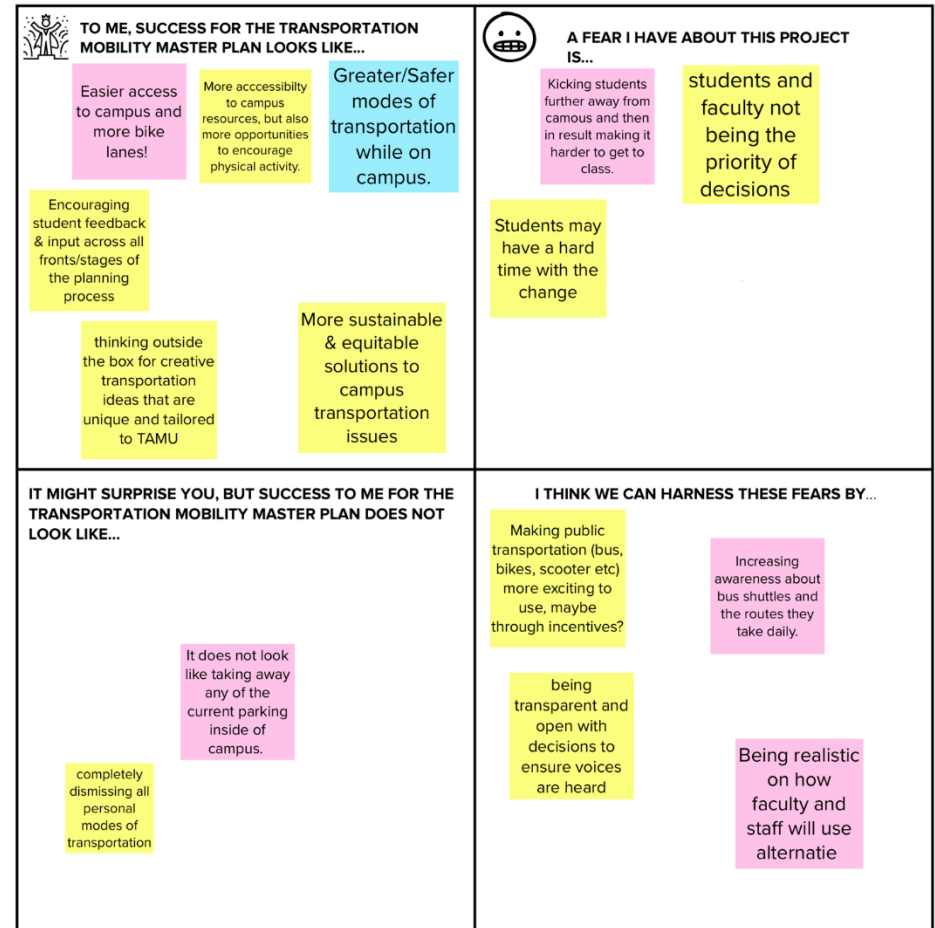 TO ME, SUCCESS FOR THE TRANSPORTATION
MOBILITY MASTER PLAN LOOKS LIKE...
Easier access
to campus and
more bike
lanes!
More acccessibilty
to campus
resources, but also
more opportunities
to encourage
physical activity.
Greater/Safer
modes of
transportation
while on
campus.
Encouraging
student feedback
& input across all
fronts/stages of
the planning
process
thinking outside
the box for creative
transportation
ideas that are
unique and tailored
to TAMU
More sustainable
& equitable
solutions to
campus
transportation
issues
A FEAR I HAVE ABOUT THIS PROJECT
IS...
Kicking students
further away from
camous and then
in result making it
harder to get to
class.
students and
faculty not
being the
priority of
decisions
Students may
have a hard
time with the
change
IT MIGHT SURPRISE YOU, BUT SUCCESS TO ME FOR THE
TRANSPORTATION MOBILITY MASTER PLAN DOES NOT
LOOK LIKE...
It does not look
like taking away
any of the
current parking
inside of
campus.
completely
dismissing all
personal
modes of
transportation
I THINK WE CAN HARNESS THESE FEARS BY...
Making public
transportation (bus,
bikes, scooter etc)
more exciting to
use, maybe
through incentives?
Increasing
awareness about
bus shuttles and
the routes they
take daily.
being
transparent and
open with
decisions to
ensure voices
are heard
Being realistic
on how
faculty and
staff will use
alternatie